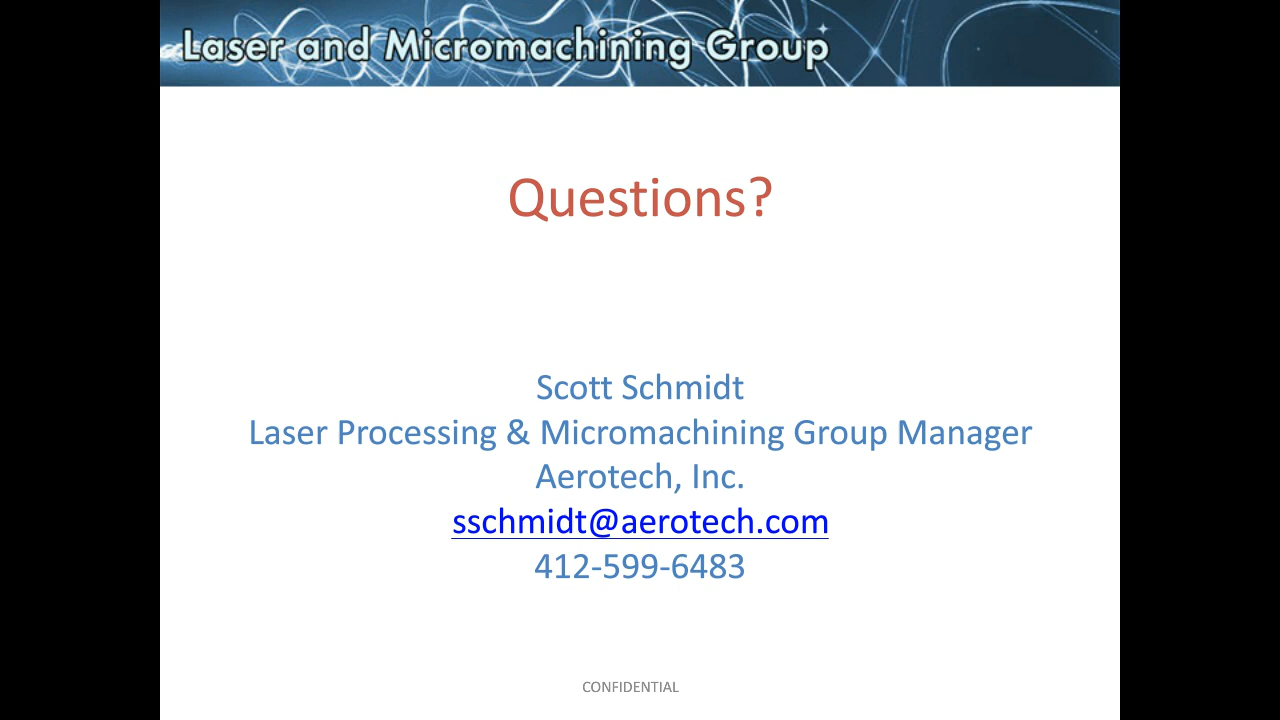 Laser and Micromachining Group
Questions?
Scott Schmidt
Laser Processing & Micromachining Group Manager
Aerotech, Inc.
sschmidt@aerotech.com
412-599-6483
CONFIDENTIAL